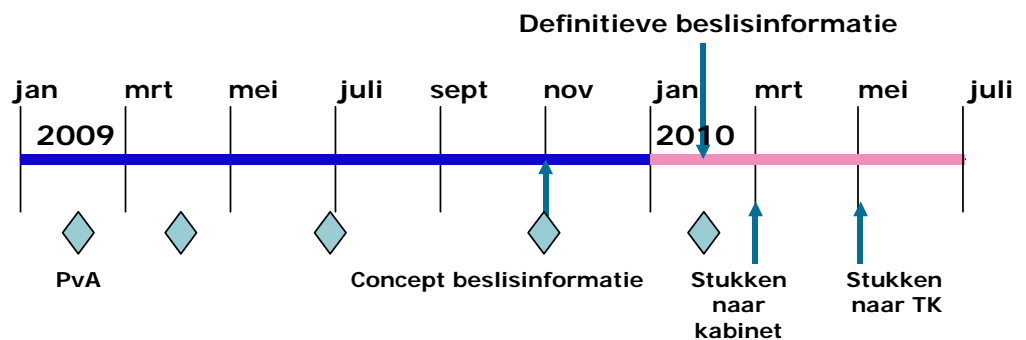 Definitieve beslisinformatie
jan mrt mei juli sept nov jan mrt mei juli
2009 2010
PvA Concept beslisinformatie Stukken Stukken
naar naar TK
kabinet